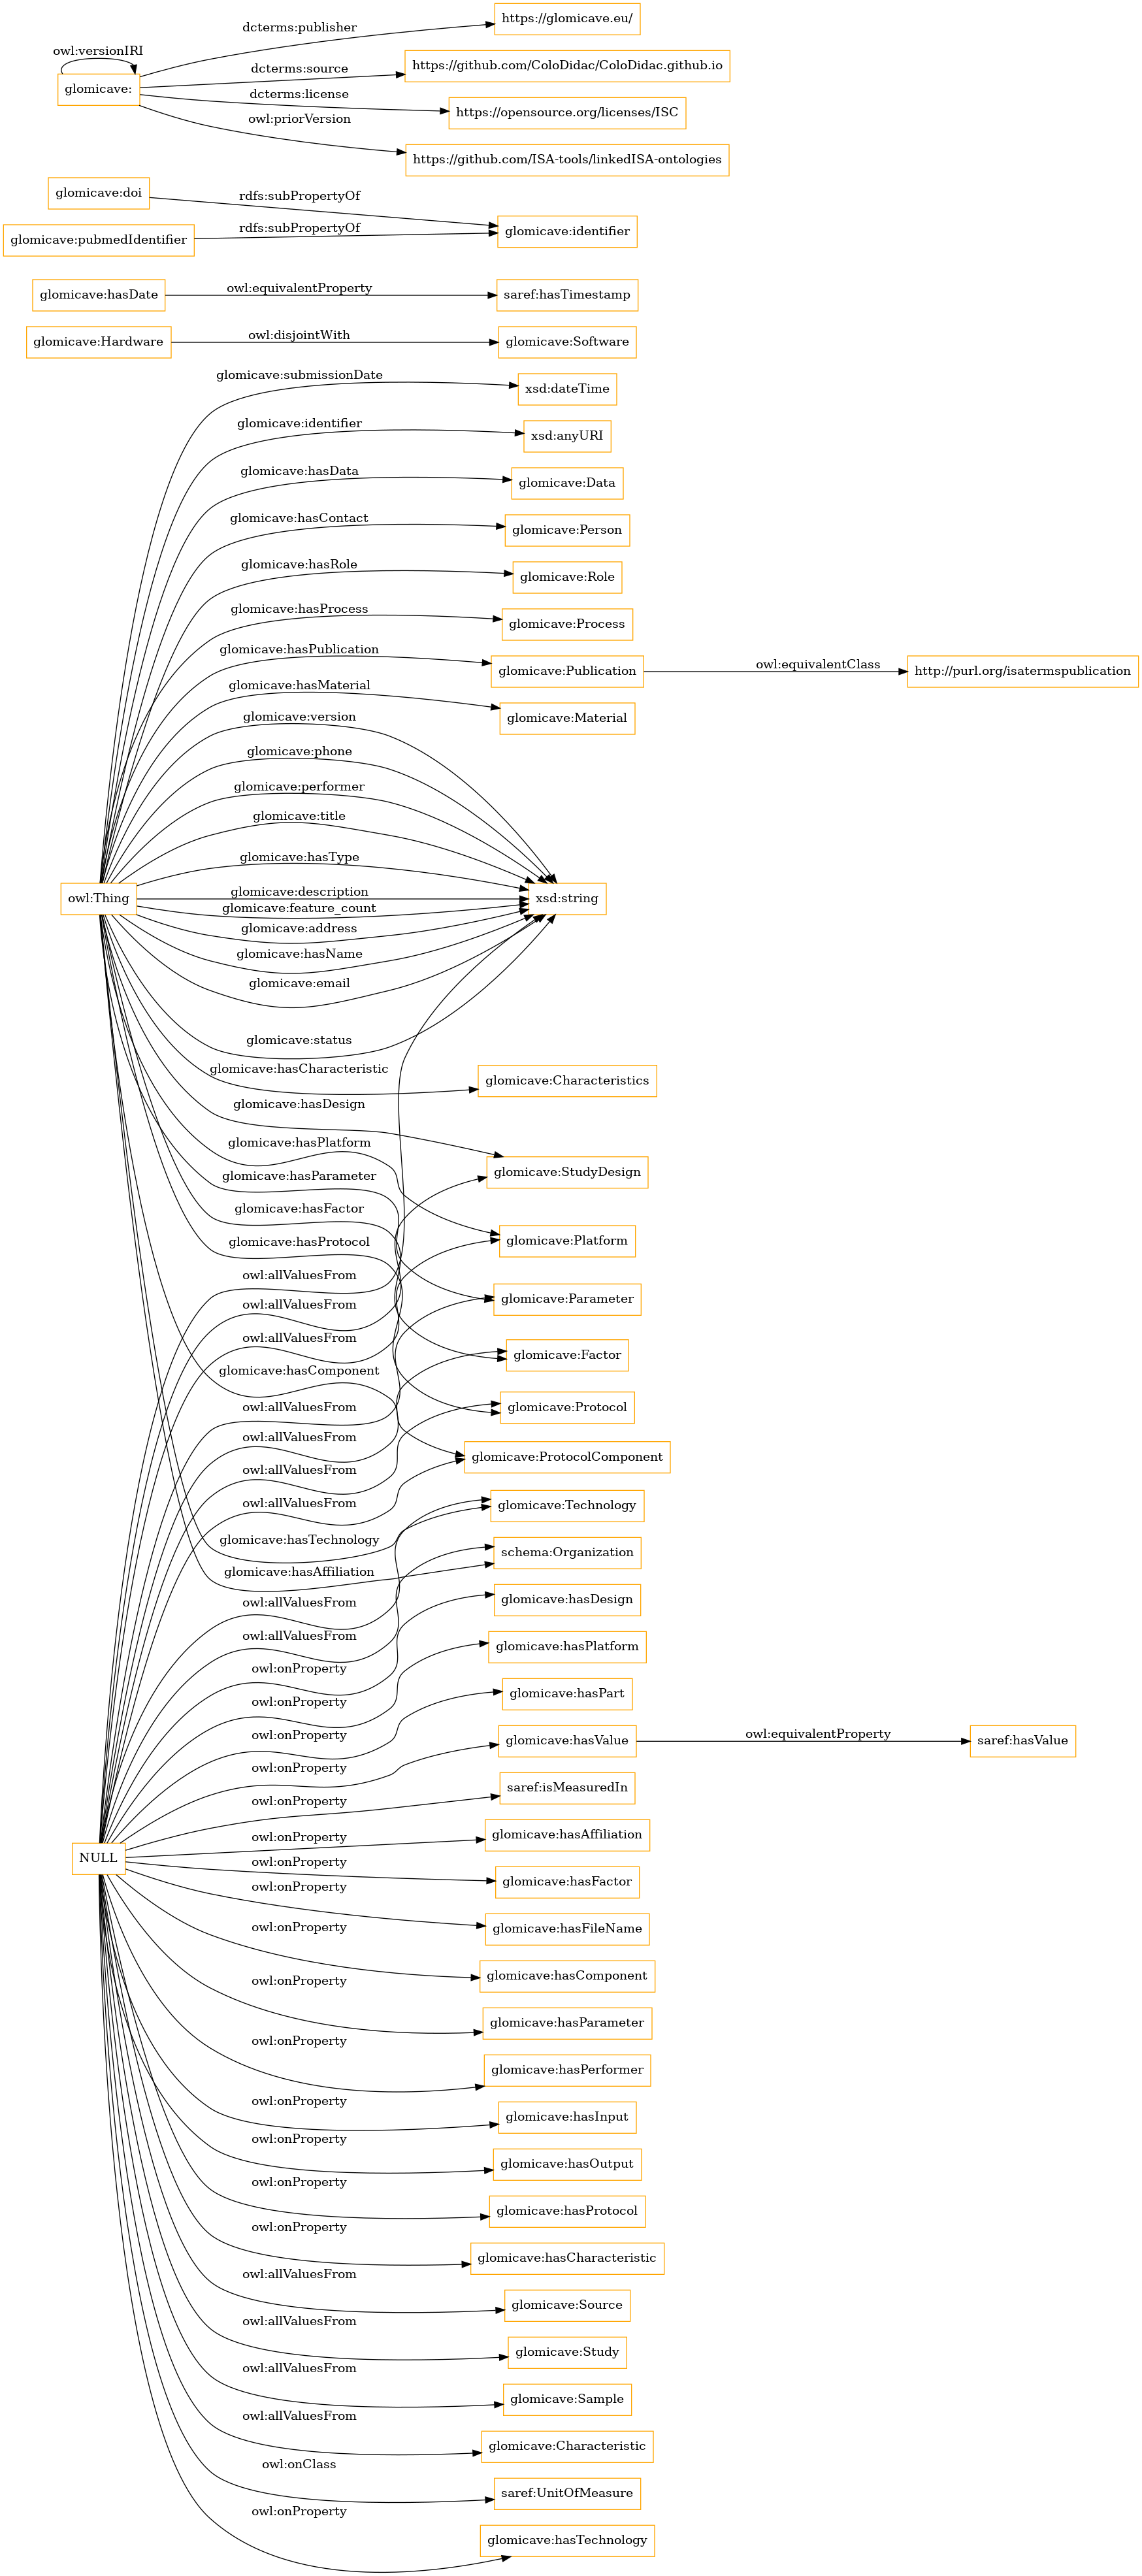 dcterms:publisher
https://glomicave.eu/
owl:versionIRI
glomicave:
dcterms:source
https://github.com/ColoDidac/ColoDidac.github.io
dcterms:license
https://opensource.org/licenses/ISC
owl:priorVersion
https://github.com/ISA-tools/linkedISA-ontologies
glomicave:doi
rdfs:subPropertyOf
glomicave:pubmedIdentifier
rdfs:subPropertyOf
glomicave:identifier
glomicave:hasDate
owl:equivalentProperty
saref:hasTimestamp
glomicave:Hardware
owl:disjointWith
glomicave:Software
glomicave:submissionDate
xsd:dateTime
glomicave:identifier
xsd:anyURI
glomicave:hasData
glomicave:Data
glomicave:hasContact
glomicave:Person
glomicave:hasRole
glomicave:Role
glomicave:hasProcess
glomicave:Process
glomicave:hasPublication
glomicave:Publication
owl:equivalentClass
http://purl.org/isatermspublication
glomicave:hasMaterial
glomicave:Material
glomicave:version
glomicave:phone
glomicave:performer
glomicave:title
glomicave:hasType
owl:Thing
glomicave:description
xsd:string
glomicave:feature_count
glomicave:address
glomicave:hasName
glomicave:email
glomicave:status
glomicave:hasCharacteristic
glomicave:Characteristics
glomicave:hasDesign
glomicave:hasPlatform
glomicave:StudyDesign
glomicave:hasParameter
glomicave:hasFactor
glomicave:hasProtocol
glomicave:Platform
owl:allValuesFrom
glomicave:Parameter
owl:allValuesFrom
owl:allValuesFrom
glomicave:Factor
glomicave:hasComponent
owl:allValuesFrom
glomicave:Protocol
owl:allValuesFrom
glomicave:ProtocolComponent
owl:allValuesFrom
owl:allValuesFrom
glomicave:Technology
glomicave:hasTechnology
schema:Organization
glomicave:hasAffiliation
owl:allValuesFrom
glomicave:hasDesign
owl:allValuesFrom
glomicave:hasPlatform
owl:onProperty
glomicave:hasPart
owl:onProperty
owl:onProperty
glomicave:hasValue
owl:equivalentProperty
saref:hasValue
owl:onProperty
saref:isMeasuredIn
owl:onProperty
glomicave:hasAffiliation
owl:onProperty
NULL
owl:onProperty
glomicave:hasFactor
owl:onProperty
glomicave:hasFileName
owl:onProperty
glomicave:hasComponent
owl:onProperty
glomicave:hasParameter
owl:onProperty
glomicave:hasPerformer
owl:onProperty
glomicave:hasInput
owl:onProperty
glomicave:hasOutput
owl:onProperty
glomicave:hasProtocol
owl:onProperty
glomicave:hasCharacteristic
owl:allValuesFrom
glomicave:Source
owl:allValuesFrom
glomicave:Study
owl:allValuesFrom
glomicave:Sample
owl:allValuesFrom
glomicave:Characteristic
owl:onClass
saref:UnitOfMeasure
owl:onProperty
glomicave:hasTechnology